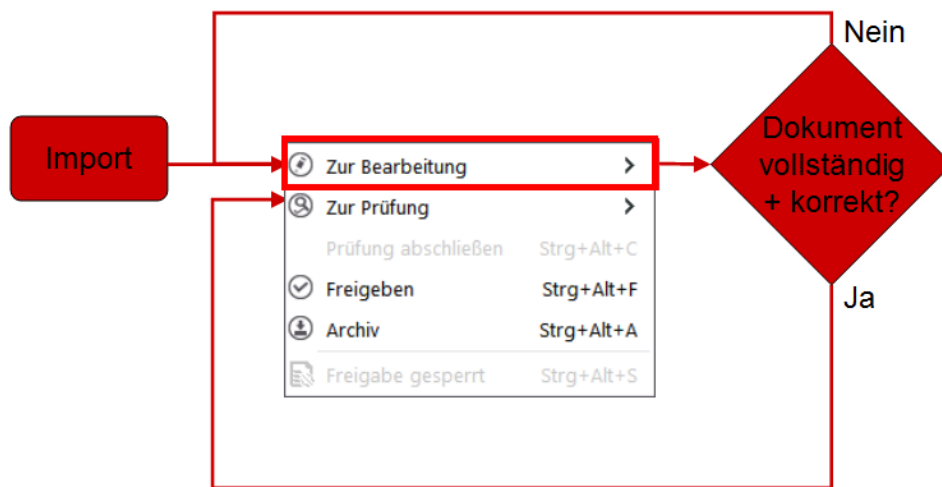 Nein
Import
Dokument
vollständig
+ korrekt?
Zur Bearbeitung
Zur Prüfung
Prüfung abschließen Strg+Alt+C
Freigeben Strg+Alt+F
Archiv Strg+Alt+A
Freigabe gesperrt Strg+Alt+S
Ja